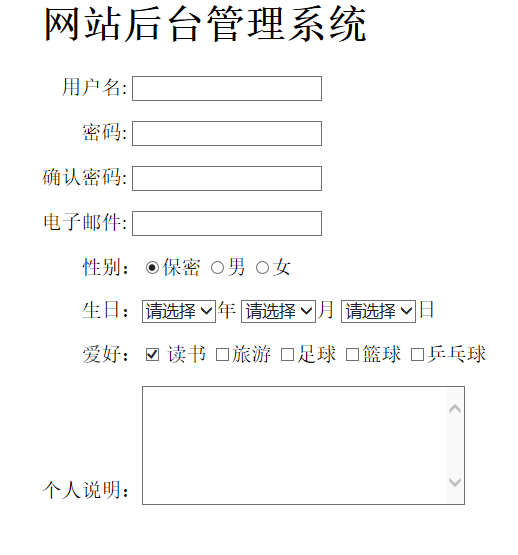 网站后台管理系统
用户名:
密码:
确认密码:
电子邮件:
性别： 保密 男 女
生日： 请选择 年 请选择 月 请选择 日
爱好： 读书 旅游 足球 篮球 乒乓球
个人说明：